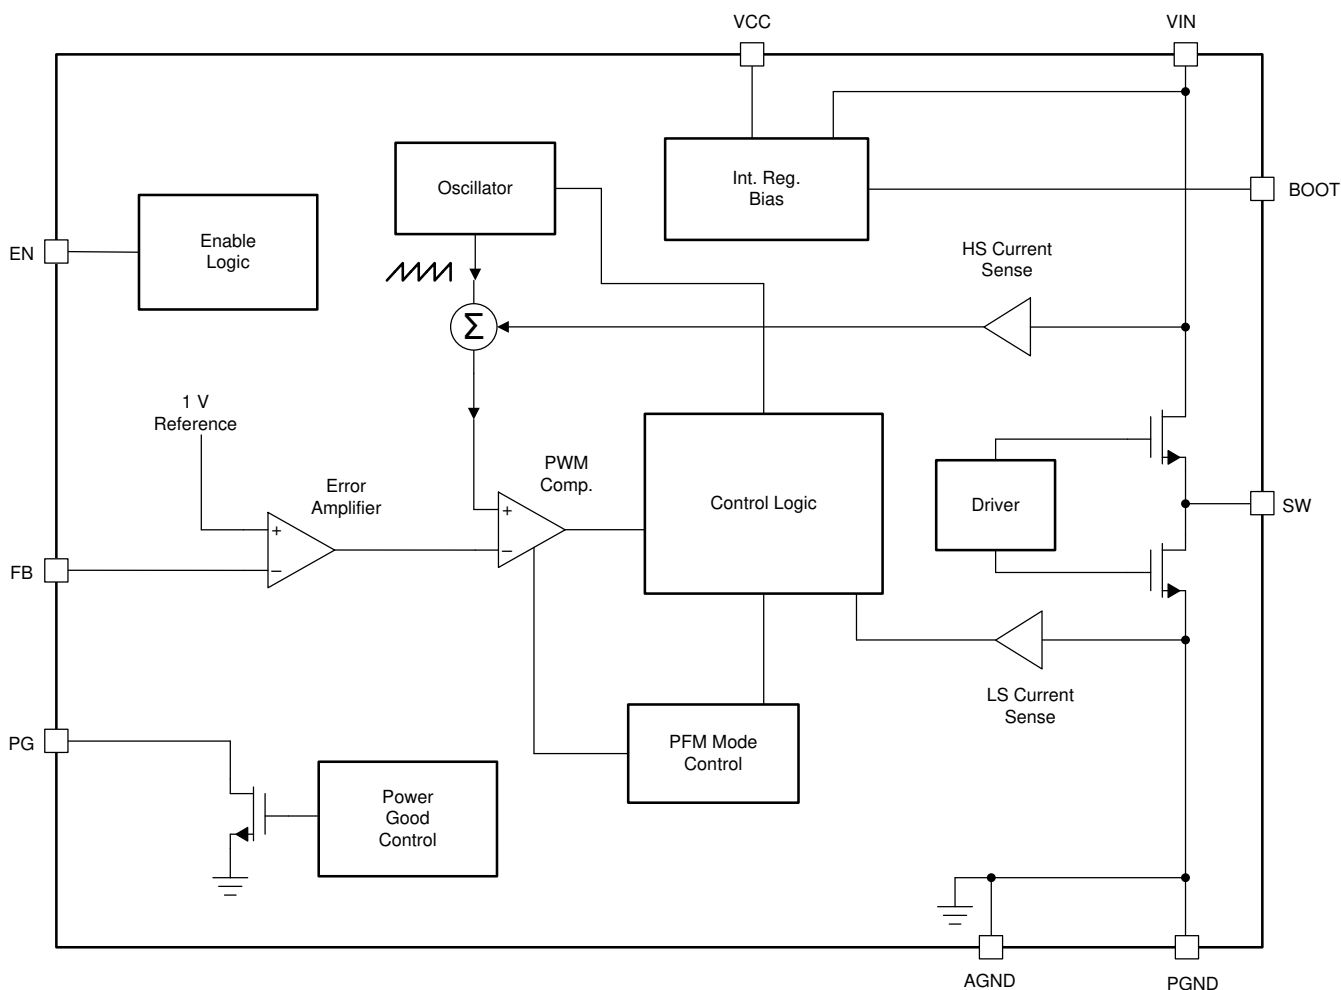 VCC
VIN
Oscillator
Int. Reg.
Bias
BOOT
Enable
Logic
EN
HS Current
Sense
Σ
1 V
Reference
PWM
Comp.
Error
Amplifier
+
Control Logic
Driver
SW
+
−
FB
−
LS Current
Sense
PG
PFM Mode
Control
Power
Good
Control
AGND
PGND